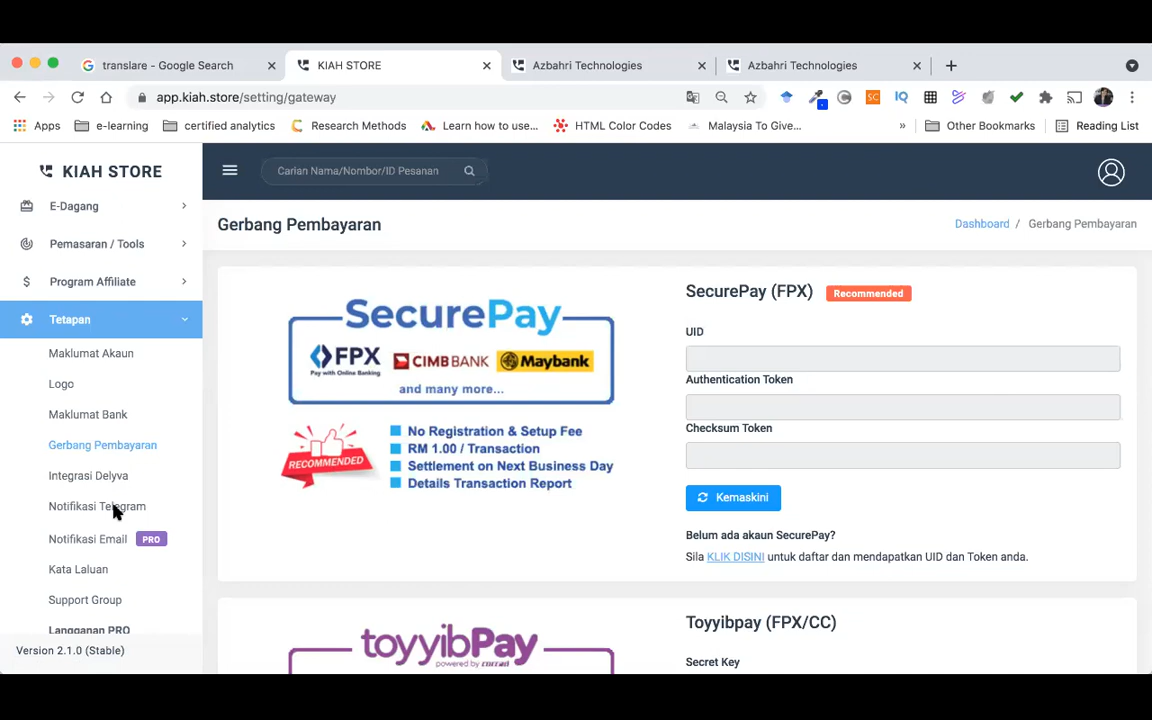 translare - Google Search
KIAH STORE
Azbahri Technologies
Azbahri Technologies
app.kiah.store/setting/gateway
Apps
e-learning
certified analytics
Research Methods
Learn how to use...
HTML Color Codes
Malaysia To Give...
»
Other Bookmarks
Reading List
KIAH STORE
Carian Nama/Nombor/ID Pesanan
E-Dagang
Pemasaran / Tools
Program Affiliate
Tetapan
Maklumat Akaun
Logo
Maklumat Bank
Gerbang Pembayaran
Integrasi Delyva
Notifikasi Telegram
Notifikasi Email PRO
Kata Laluan
Support Group
Langganan PRO
Version 2.1.0 (Stable)
Gerbang Pembayaran
Dashboard / Gerbang Pembayaran
SecurePay
FPX
Pay with Online Banking
CIMB BANK
Maybank
and many more...
RECOMMENDED
No Registration & Setup Fee
RM 1.00 / Transaction
Settlement on Next Business Day
Details Transaction Report
SecurePay (FPX) Recommended
UID
Authentication Token
Checksum Token
Kemaskini
Belum ada akaun SecurePay?
Sila KLIK DISINI untuk daftar dan mendapatkan UID dan Token anda.
toyyibPay
powered by
Toyyibpay (FPX/CC)
Secret Key